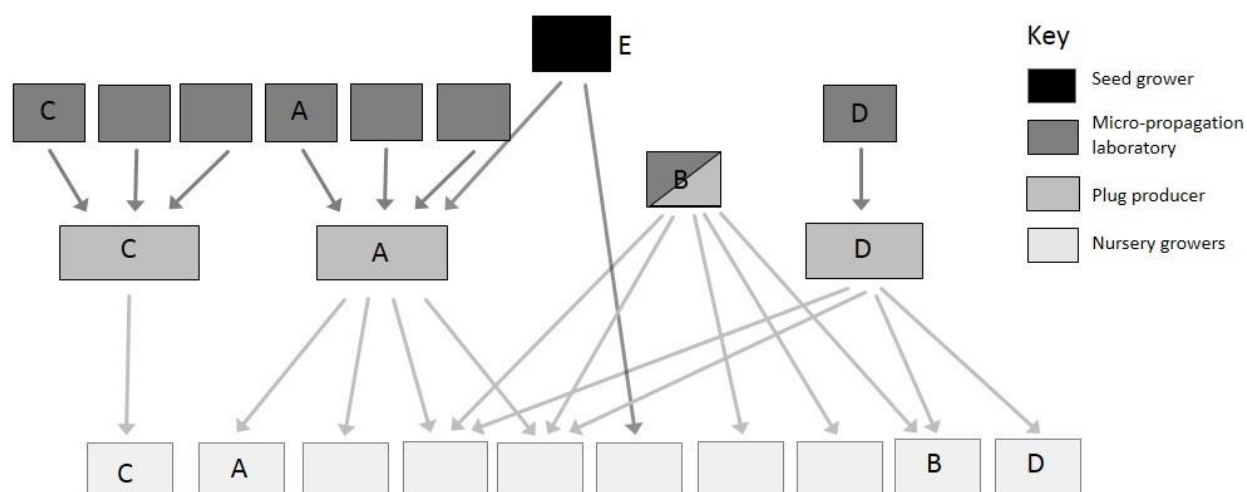 E
Key
Seed grower
C
A
D
Micro-propagation
laboratory
B
Plug producer
C
A
D
Nursery growers
C
A
B
D